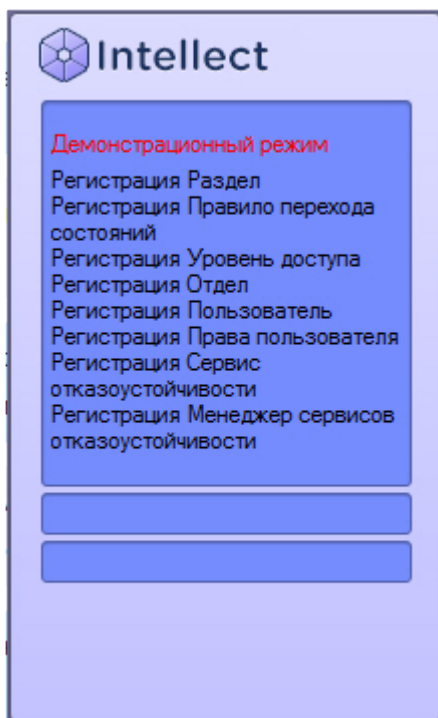 Intellect
Демонстрационный режим
Регистрация Раздел
Регистрация Правило перехода
состояний
Регистрация Уровень доступа
Регистрация Отдел
Регистрация Пользователь
Регистрация Права пользователя
Регистрация Сервис
отказоустойчивости
Регистрация Менеджер сервисов
отказоустойчивости